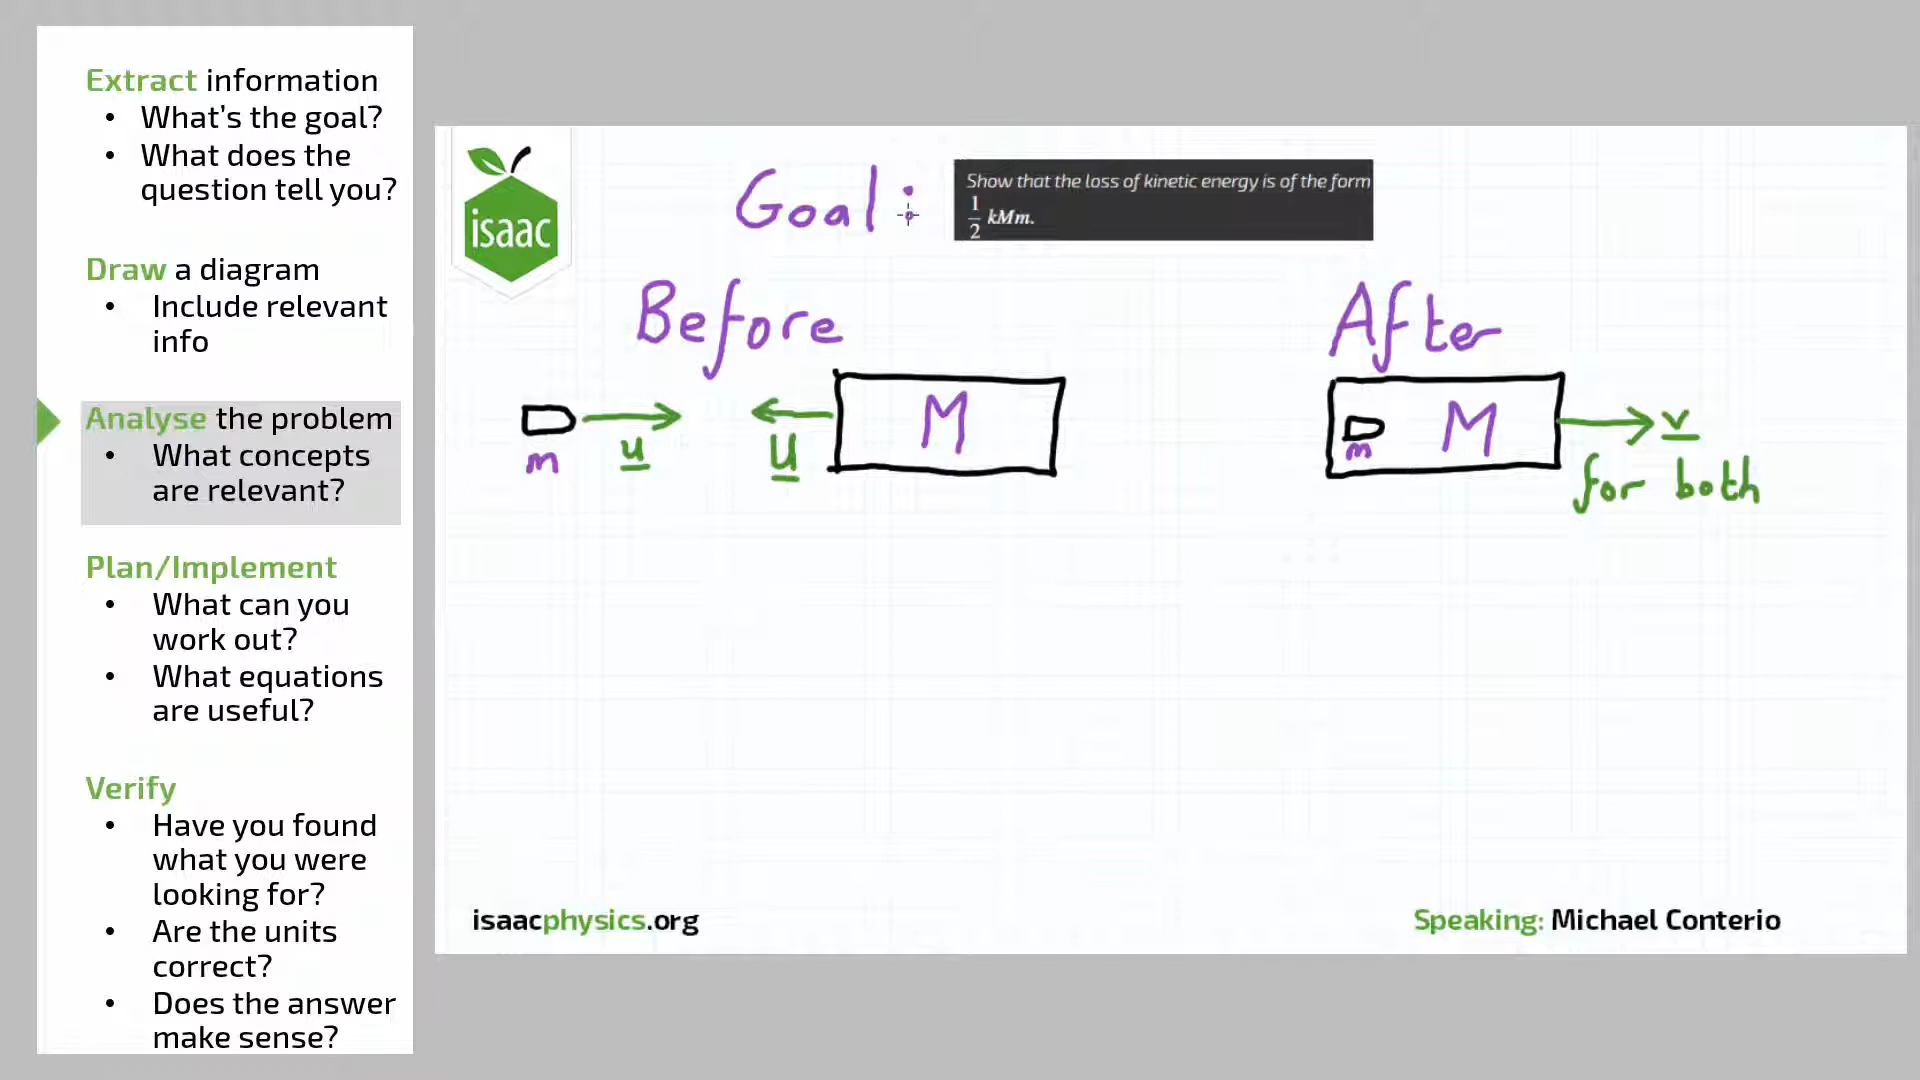 Extract information
• What's the goal?
• What does the
question tell you?
Draw a diagram
• Include relevant
info
Analyse the problem
• What concepts
are relevant?
Plan/Implement
• What can you
work out?
• What equations
are useful?
Verify
• Have you found
what you were
looking for?
• Are the units
correct?
• Does the answer
make sense?
isaac
Goal:
Show that the loss of kinetic energy is of the form
1/2 kMm.
Before
After
m
u
U
M
m
M
v
for both
isaacphysics.org
Speaking: Michael Conterio